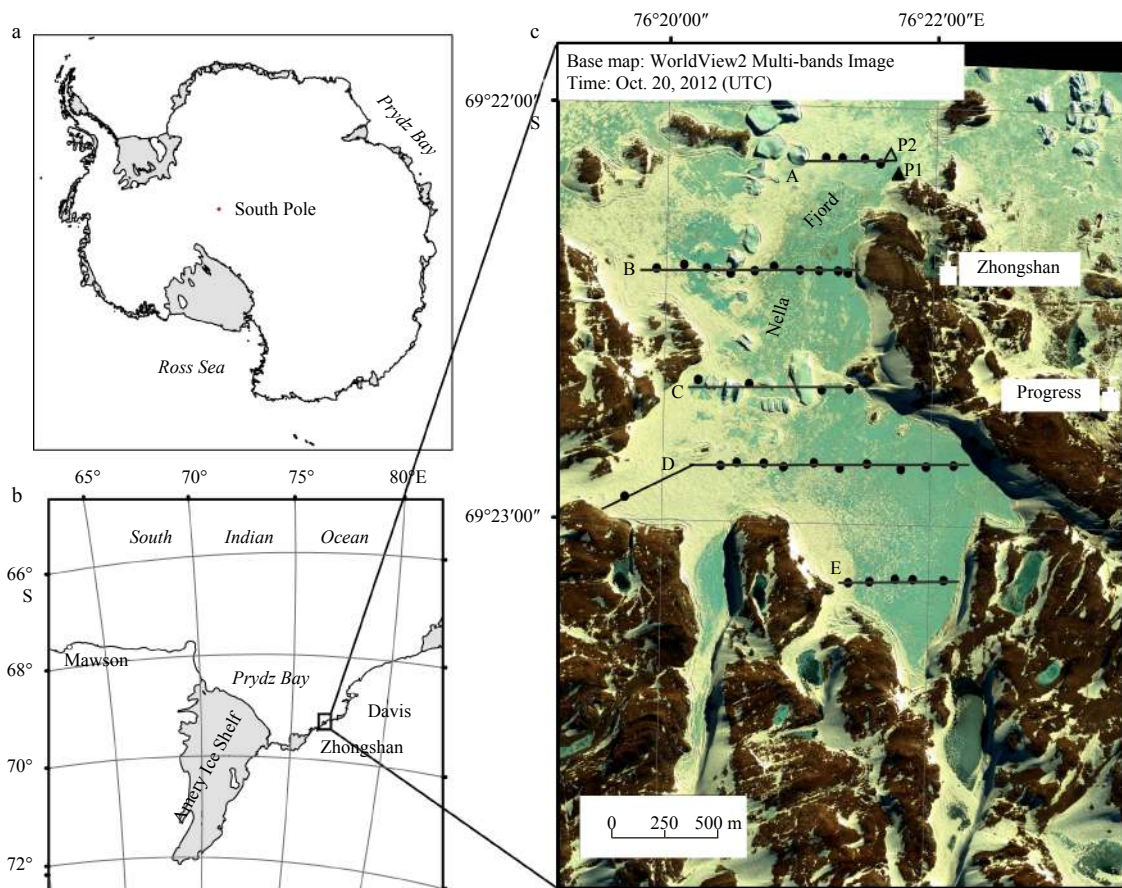 a
Prydz Bay
South Pole
Ross Sea
b
65°
70°
75°
80°E
South
Indian
Ocean
66°
S
68°
70°
72°
Mawson
Prydz Bay
Davis
Zhongshan
Amery Ice Shelf
c
76°20′00″
76°22′00″E
Base map: WorldView2 Multi-bands Image
Time: Oct. 20, 2012 (UTC)
69°22′00″
S
P2
A
P1
Fjord
B
Zhongshan
Nella
C
Progress
D
69°23′00″
E
0 250 500 m